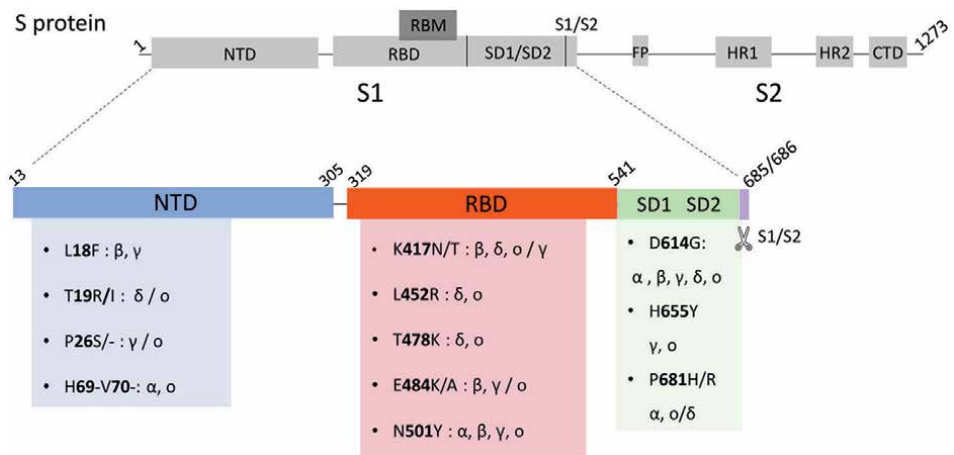 S protein
RBM
S1/S2
1
NTD
RBD
SD1/SD2
FP
HR1
HR2
CTD
1273
S1
S2
13
305
319
541
685/686
NTD
RBD
SD1 SD2
S1/S2
• L18F : β, γ
• T19R/I : δ / ο
• P26S/- : γ / ο
• H69-V70-: α, ο
• K417N/T : β, δ, ο / γ
• L452R : δ, ο
• T478K : δ, ο
• E484K/A : β, γ / ο
• N501Y : α, β, γ, ο
• D614G:
α , β, γ, δ, ο
• H655Y
γ, ο
• P681H/R
α, ο/δ